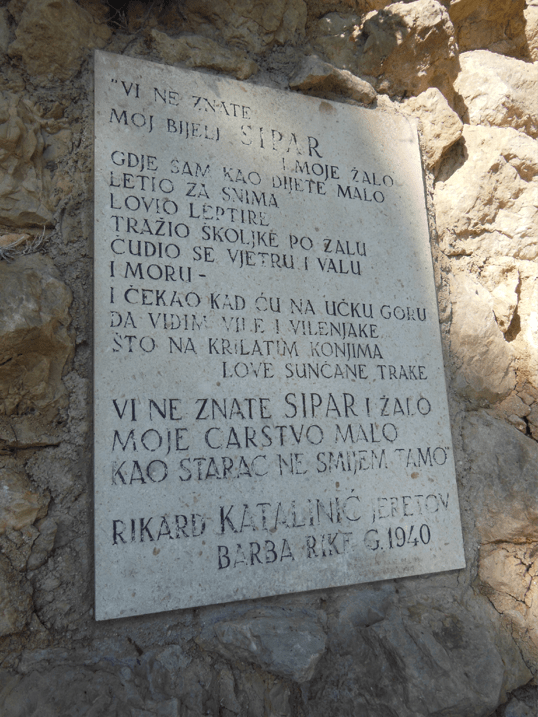 "VI NE ZNATE
MOJ BIJELI SIPAR
I MOJE ŽALO,
GDJE SAM KAO DIJETE MALO,
LETIO ZA SNIMA
LOVIO LEPTIRE,
TRAŽIO ŠKOLJKE PO ŽALU
ČUDIO SE VJETRU I VALU
I MORU -
I ČEKAO KAD ĆU NA UČKU GORU
DA VIDIM VILE I VILENJAKE,
ŠTO NA KRILATIM KONJIMA
LOVE SUNČANE TRAKE
VI NE ZNATE SIPAR I ŽALO
MOJE CARSTVO MALO
KAO STARAC NE SMIJEM TAMO"
RIKARD KATALINIĆ JERETOV
BARBA RIKE G.1940.